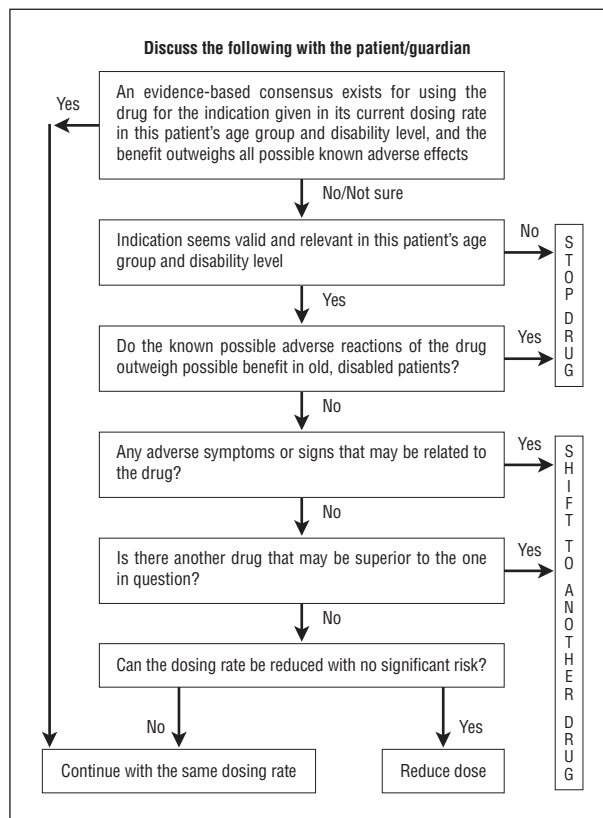 Discuss the following with the patient/guardian
An evidence-based consensus exists for using the
drug for the indication given in its current dosing rate
in this patient's age group and disability level, and the
benefit outweighs all possible known adverse effects
Yes
No/Not sure
Indication seems valid and relevant in this patient's age
group and disability level
No
Yes
Do the known possible adverse reactions of the drug
outweigh possible benefit in old, disabled patients?
Yes
No
STOP DRUG
Any adverse symptoms or signs that may be related to
the drug?
Yes
No
Is there another drug that may be superior to the one
in question?
Yes
No
SHIFT TO ANOTHER DRUG
Can the dosing rate be reduced with no significant risk?
No
Yes
Continue with the same dosing rate
Reduce dose